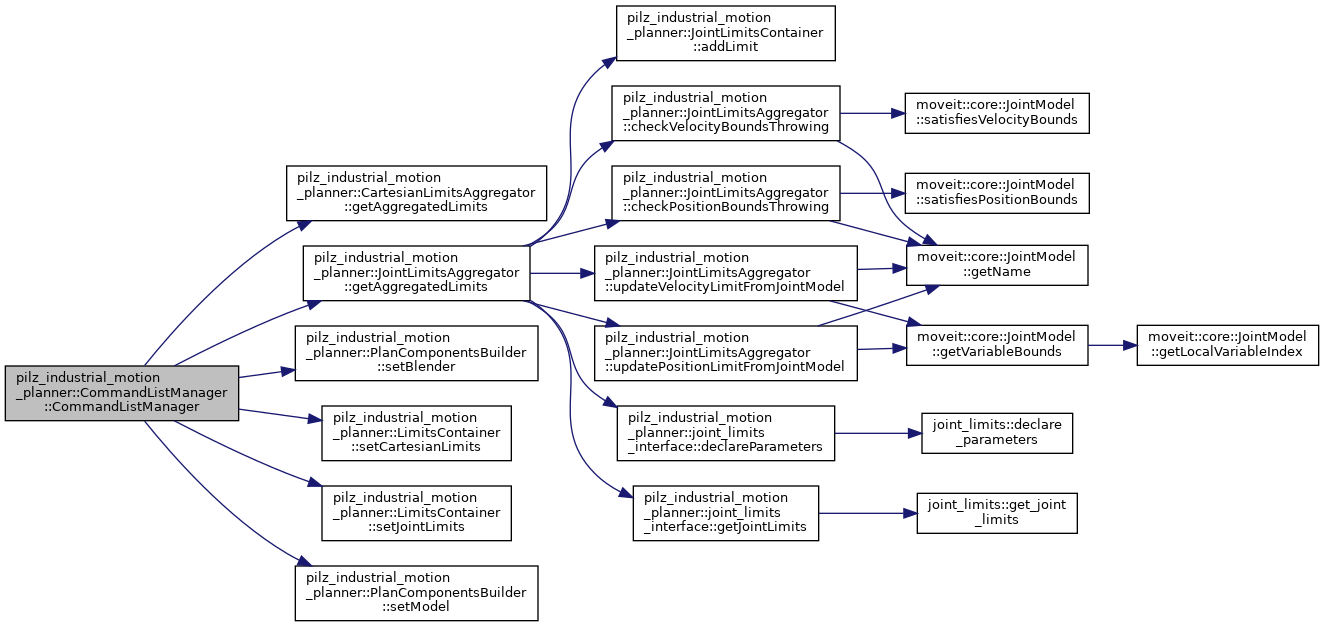 pilz_industrial_motion
_planner::CommandListManager
::CommandListManager
pilz_industrial_motion
_planner::CartesianLimitsAggregator
::getAggregatedLimits
pilz_industrial_motion
_planner::JointLimitsAggregator
::getAggregatedLimits
pilz_industrial_motion
_planner::PlanComponentsBuilder
::setBlender
pilz_industrial_motion
_planner::LimitsContainer
::setCartesianLimits
pilz_industrial_motion
_planner::LimitsContainer
::setJointLimits
pilz_industrial_motion
_planner::PlanComponentsBuilder
::setModel
pilz_industrial_motion
_planner::JointLimitsContainer
::addLimit
pilz_industrial_motion
_planner::JointLimitsAggregator
::checkVelocityBoundsThrowing
pilz_industrial_motion
_planner::JointLimitsAggregator
::checkPositionBoundsThrowing
pilz_industrial_motion
_planner::JointLimitsAggregator
::updateVelocityLimitFromJointModel
pilz_industrial_motion
_planner::JointLimitsAggregator
::updatePositionLimitFromJointModel
pilz_industrial_motion
_planner::joint_limits
_interface::declareParameters
pilz_industrial_motion
_planner::joint_limits
_interface::getJointLimits
moveit::core::JointModel
::satisfiesVelocityBounds
moveit::core::JointModel
::satisfiesPositionBounds
moveit::core::JointModel
::getName
moveit::core::JointModel
::getVariableBounds
joint_limits::declare
_parameters
joint_limits::get_joint
_limits
moveit::core::JointModel
::getLocalVariableIndex